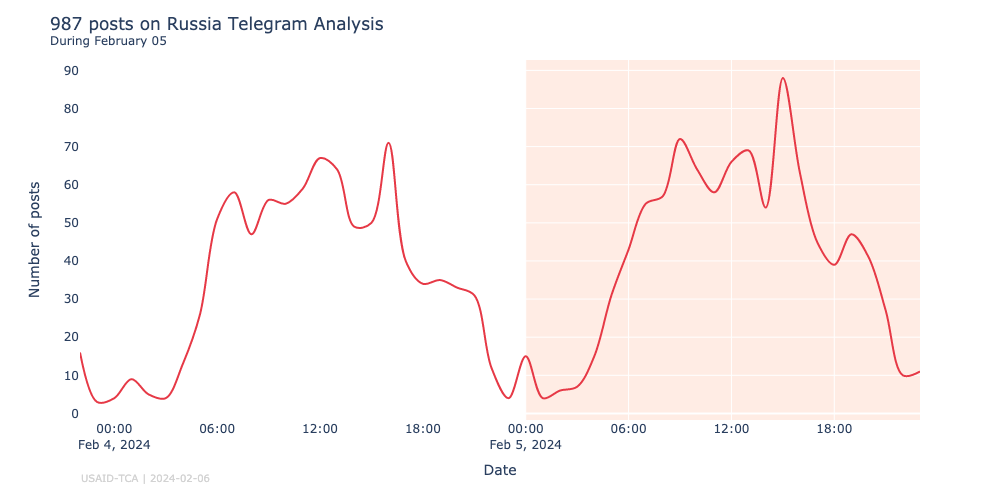 987 posts on Russia Telegram Analysis
During February 05
Number of posts
90
80
70
60
50
40
30
20
10
0
00:00 06:00 12:00 18:00 00:00 06:00 12:00 18:00
Feb 4, 2024 Feb 5, 2024
Date
USAID-TCA | 2024-02-06